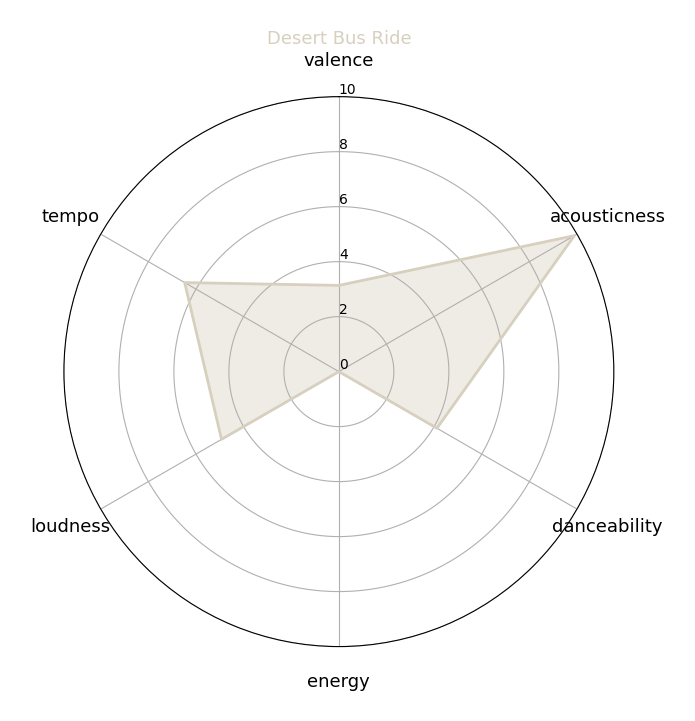 Desert Bus Ride
valence
10
8
6
4
2
0
tempo
acousticness
loudness
danceability
energy